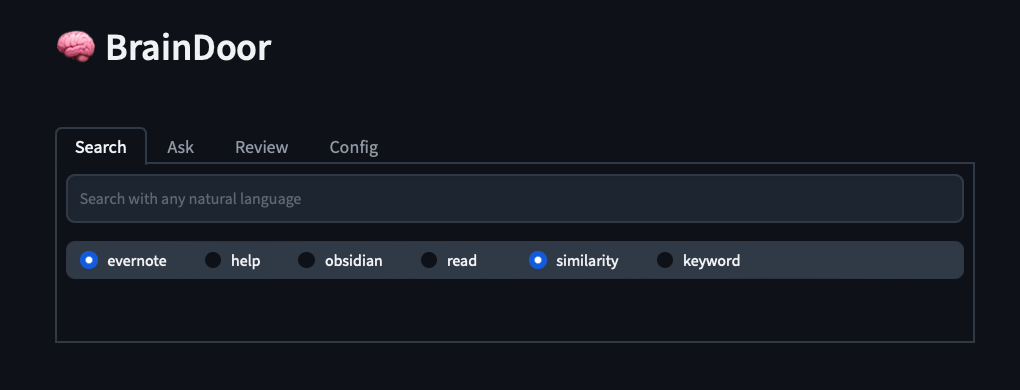 🧠 BrainDoor
Search Ask Review Config
Search with any natural language
evernote help obsidian read similarity keyword